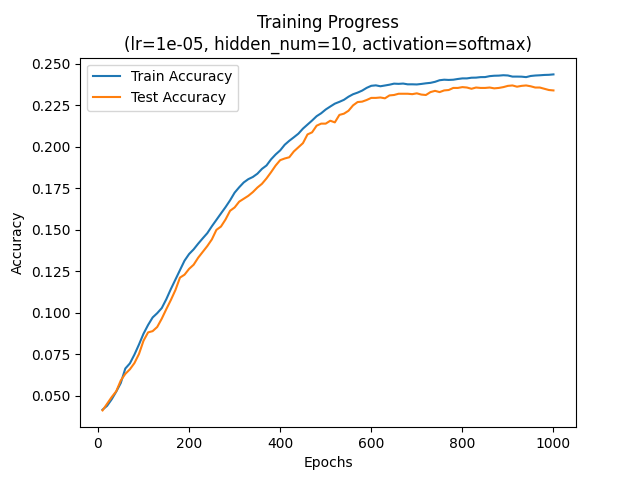 Training Progress
(lr=1e-05, hidden_num=10, activation=softmax)
Train Accuracy
Test Accuracy
0.250
0.225
0.200
0.175
0.150
0.125
0.100
0.075
0.050
Accuracy
0 200 400 600 800 1000
Epochs